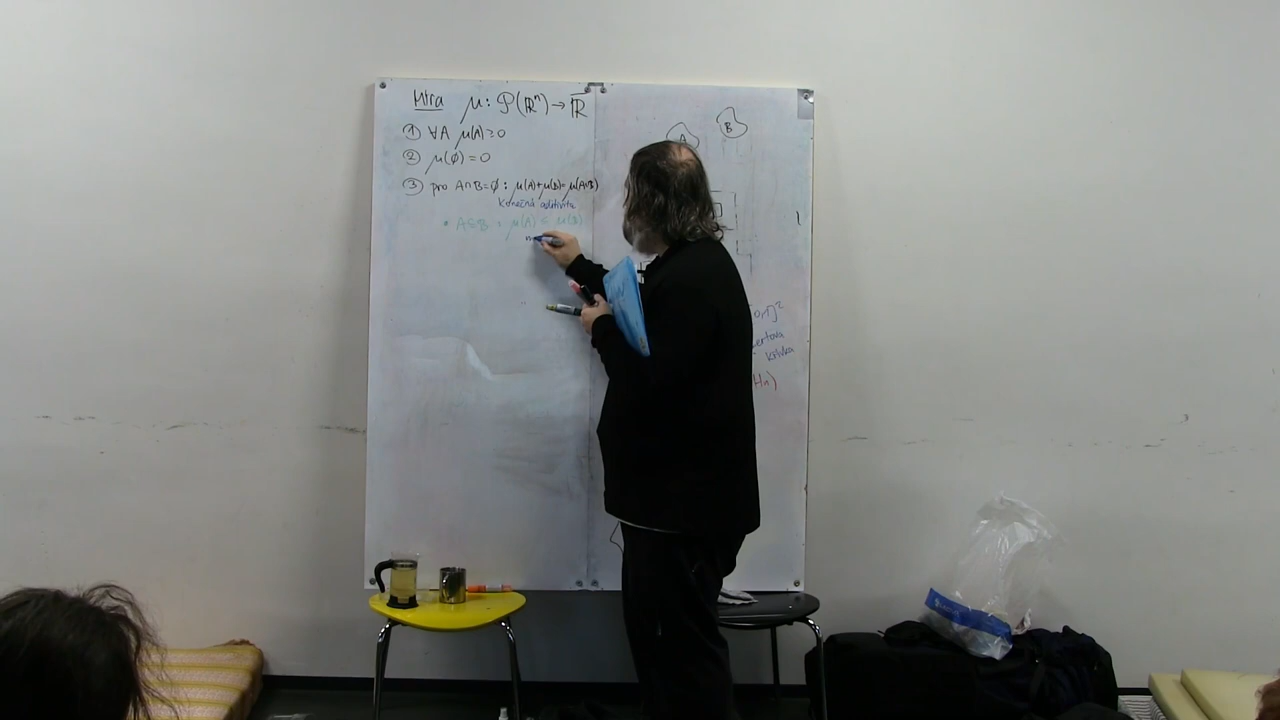 Míra μ: P(ℝⁿ) → ℝ̅
① ∀A μ(A) ≥ 0
② μ(∅) = 0
③ pro A∩B=∅ : μ(A)+μ(B)=μ(A∪B)
Konečná aditivita
• A⊆B : μ(A) ≤ μ(B)
A
B
křivka